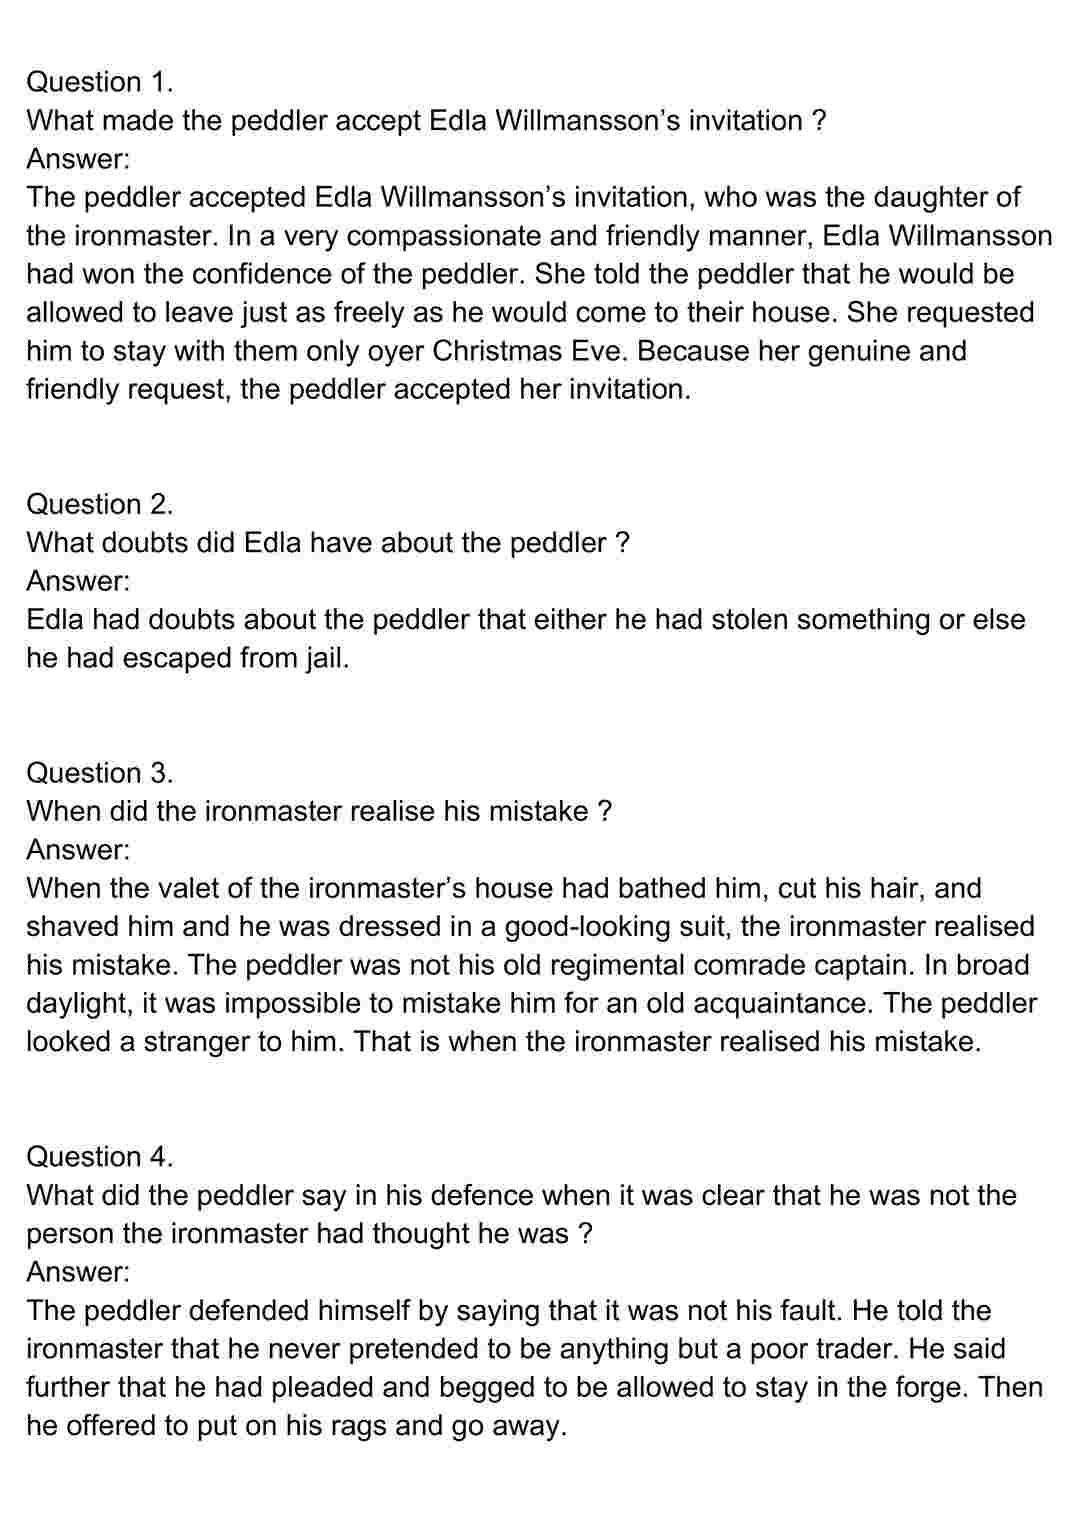 Question 1.
What made the peddler accept Edla Willmansson’s invitation ?
Answer:
The peddler accepted Edla Willmansson’s invitation, who was the daughter of
the ironmaster. In a very compassionate and friendly manner, Edla Willmansson
had won the confidence of the peddler. She told the peddler that he would be
allowed to leave just as freely as he would come to their house. She requested
him to stay with them only oyer Christmas Eve. Because her genuine and
friendly request, the peddler accepted her invitation.
Question 2.
What doubts did Edla have about the peddler ?
Answer:
Edla had doubts about the peddler that either he had stolen something or else
he had escaped from jail.
Question 3.
When did the ironmaster realise his mistake ?
Answer:
When the valet of the ironmaster’s house had bathed him, cut his hair, and
shaved him and he was dressed in a good-looking suit, the ironmaster realised
his mistake. The peddler was not his old regimental comrade captain. In broad
daylight, it was impossible to mistake him for an old acquaintance. The peddler
looked a stranger to him. That is when the ironmaster realised his mistake.
Question 4.
What did the peddler say in his defence when it was clear that he was not the
person the ironmaster had thought he was ?
Answer:
The peddler defended himself by saying that it was not his fault. He told the
ironmaster that he never pretended to be anything but a poor trader. He said
further that he had pleaded and begged to be allowed to stay in the forge. Then
he offered to put on his rags and go away.